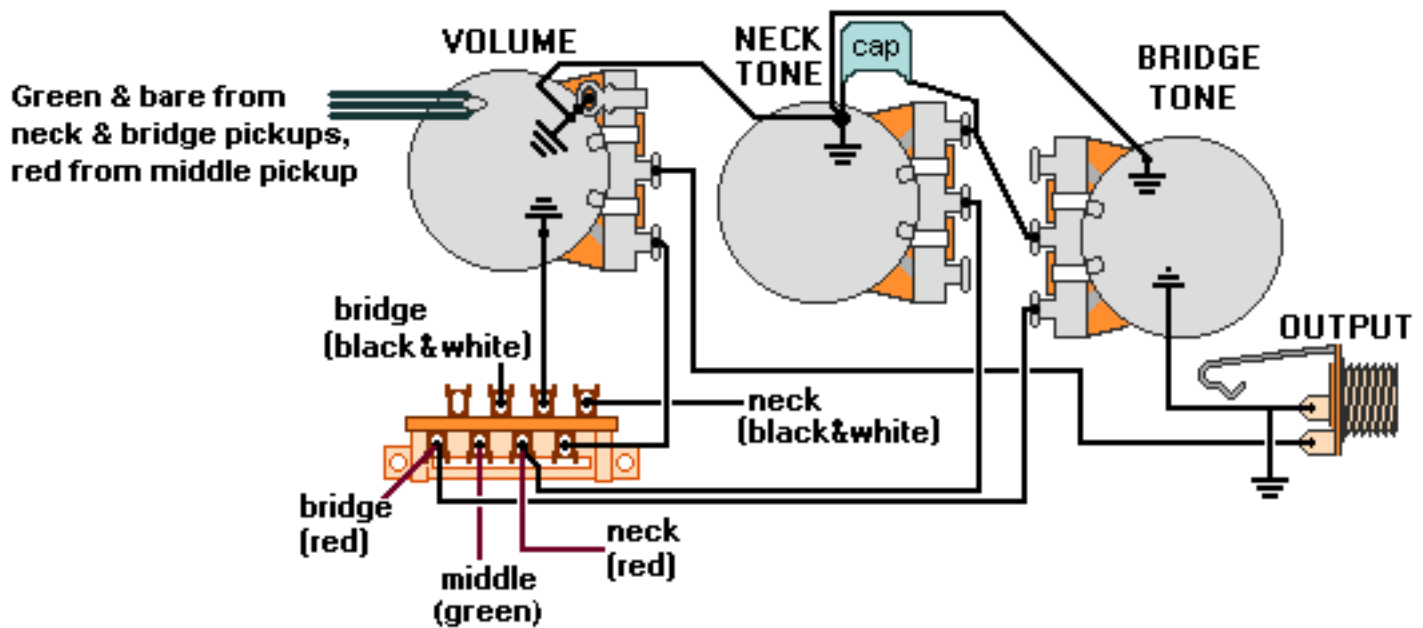 VOLUME
NECK
TONE
cap
BRIDGE
TONE
Green & bare from
neck & bridge pickups,
red from middle pickup
bridge
(black&white)
OUTPUT
neck
(black&white)
bridge
(red)
middle
(green)
neck
(red)